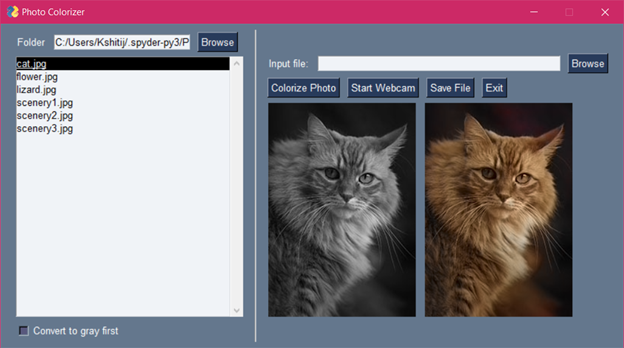 Photo Colorizer
Folder C:/Users/Kshitij/.spyder-py3/P Browse
cat.jpg
flower.jpg
lizard.jpg
scenery1.jpg
scenery2.jpg
scenery3.jpg
Convert to gray first
Input file: Browse
Colorize Photo Start Webcam Save File Exit